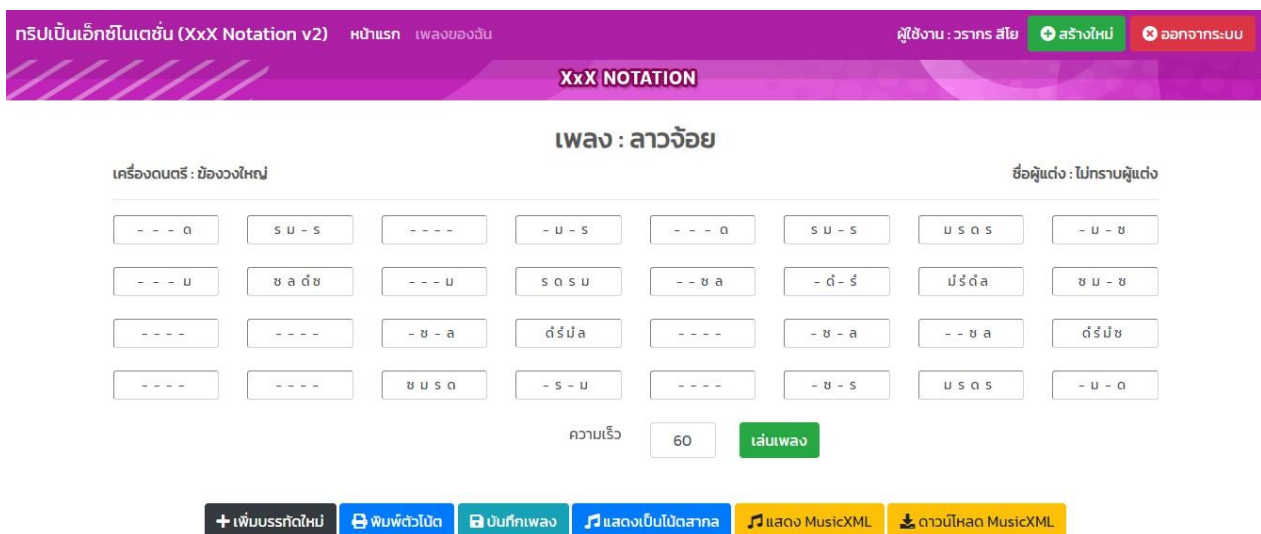 ทริปเปิ้นเอ็กซ์โนเตชั่น (XxX Notation v2) หน้าแรก เพลงของฉัน ผู้ใช้งาน : วรากร สีโย สร้างใหม่ ออกจากระบบ
XxX NOTATION
เพลง : ลาวจ้อย
เครื่องดนตรี : ฆ้องวงใหญ่ ชื่อผู้แต่ง : ไม่ทราบผู้แต่ง
- - - ด ร ม - ร - - - - - ม - ร - - - ด ร ม - ร ม ร ด ร - ม - ซ
- - - ม ซ ล ดํ ซ - - - ม ร ด ร ม - - ซ ล - ดํ - รํ มํ รํ ดํ ล ซ ม - ซ
- - - - - - - - - ซ - ล ดํ รํ มํ ล - - - - - ซ - ล - - ซ ล ดํ รํ มํ ซ
- - - - - - - - ซ ม ร ด - ร - ม - - - - - ซ - ร ม ร ด ร - ม - ด
ความเร็ว 60 เล่นเพลง
เพิ่มบรรทัดใหม่ พิมพ์ตัวโน้ต บันทึกเพลง แสดงเป็นโน้ตสากล แสดง MusicXML ดาวน์โหลด MusicXML